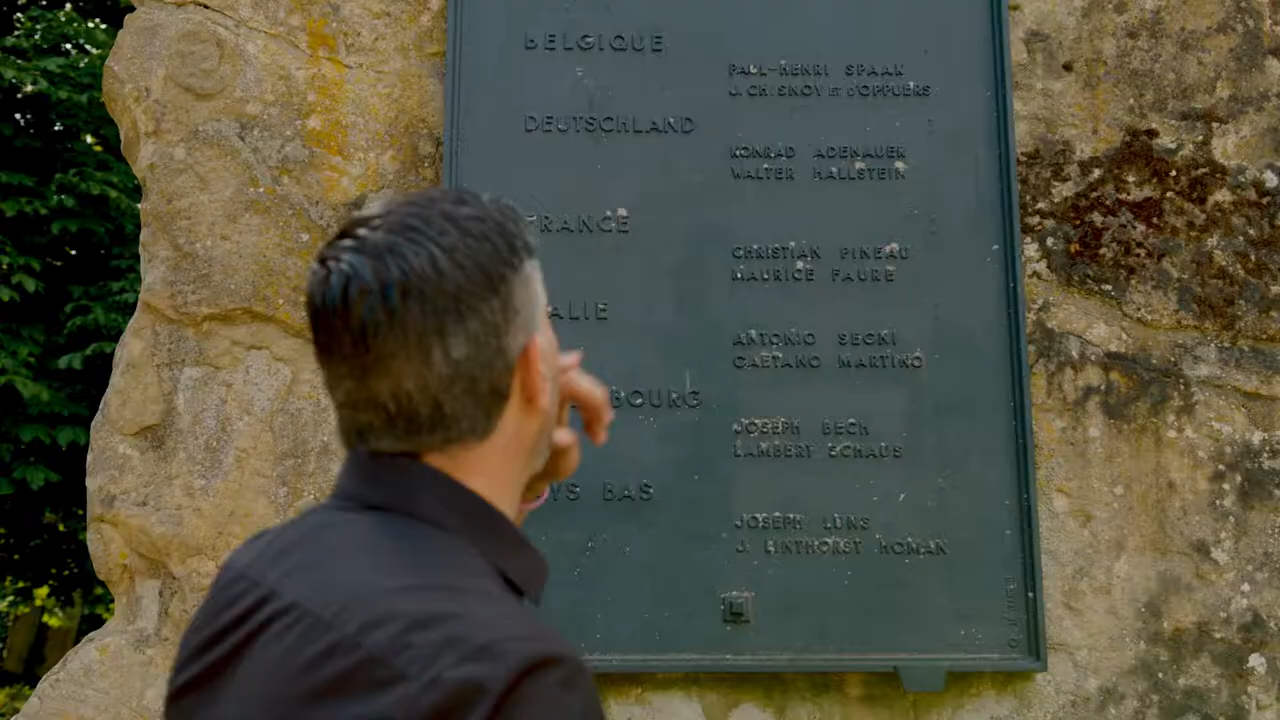 BELGIQUE
PAUL-HENRI SPAAK
J. CH. SNOY ET D'OPPUERS
DEUTSCHLAND
KONRAD ADENAUER
WALTER HALLSTEIN
FRANCE
CHRISTIAN PINEAU
MAURICE FAURE
ALIE
ANTONIO SEGNI
GAETANO MARTINO
BOURG
JOSEPH BECH
LAMBERT SCHAUS
YS BAS
JOSEPH LUNS
J. LINTHORST HOMAN